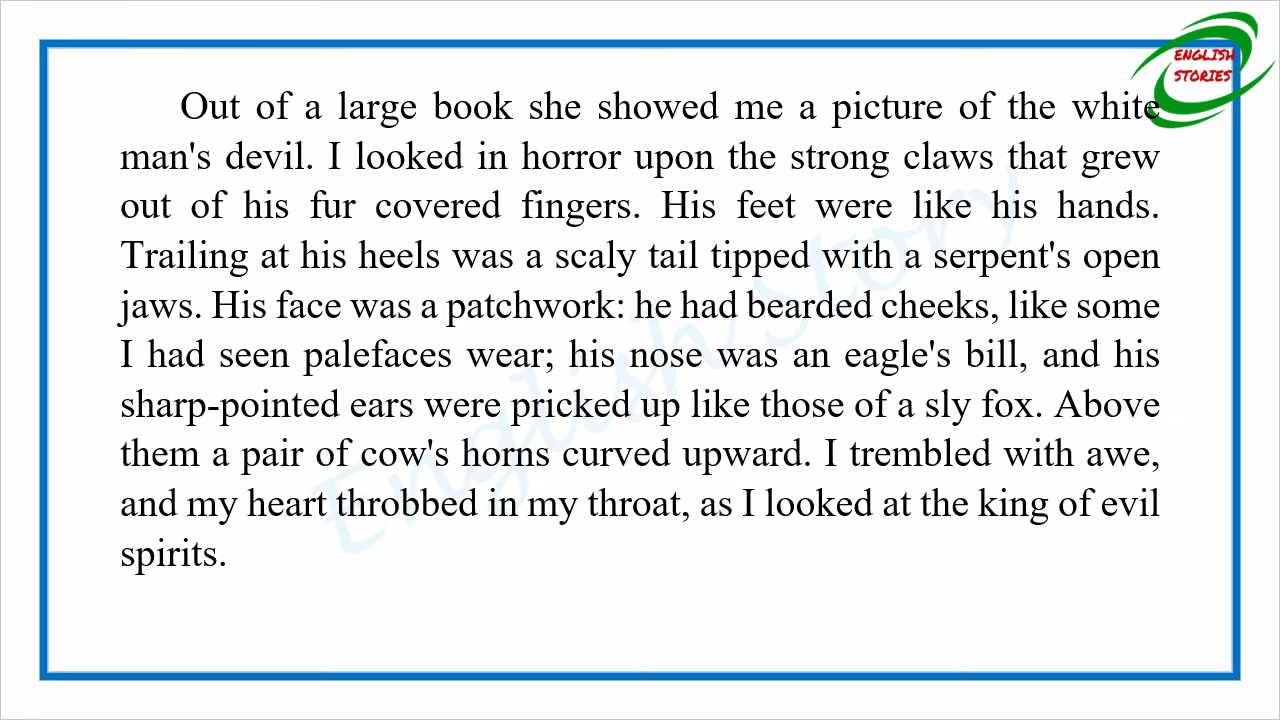 ENGLISH
STORIES
Out of a large book she showed me a picture of the white
man's devil. I looked in horror upon the strong claws that grew
out of his fur covered fingers. His feet were like his hands.
Trailing at his heels was a scaly tail tipped with a serpent's open
jaws. His face was a patchwork: he had bearded cheeks, like some
I had seen palefaces wear; his nose was an eagle's bill, and his
sharp-pointed ears were pricked up like those of a sly fox. Above
them a pair of cow's horns curved upward. I trembled with awe,
and my heart throbbed in my throat, as I looked at the king of evil
spirits.
English Story